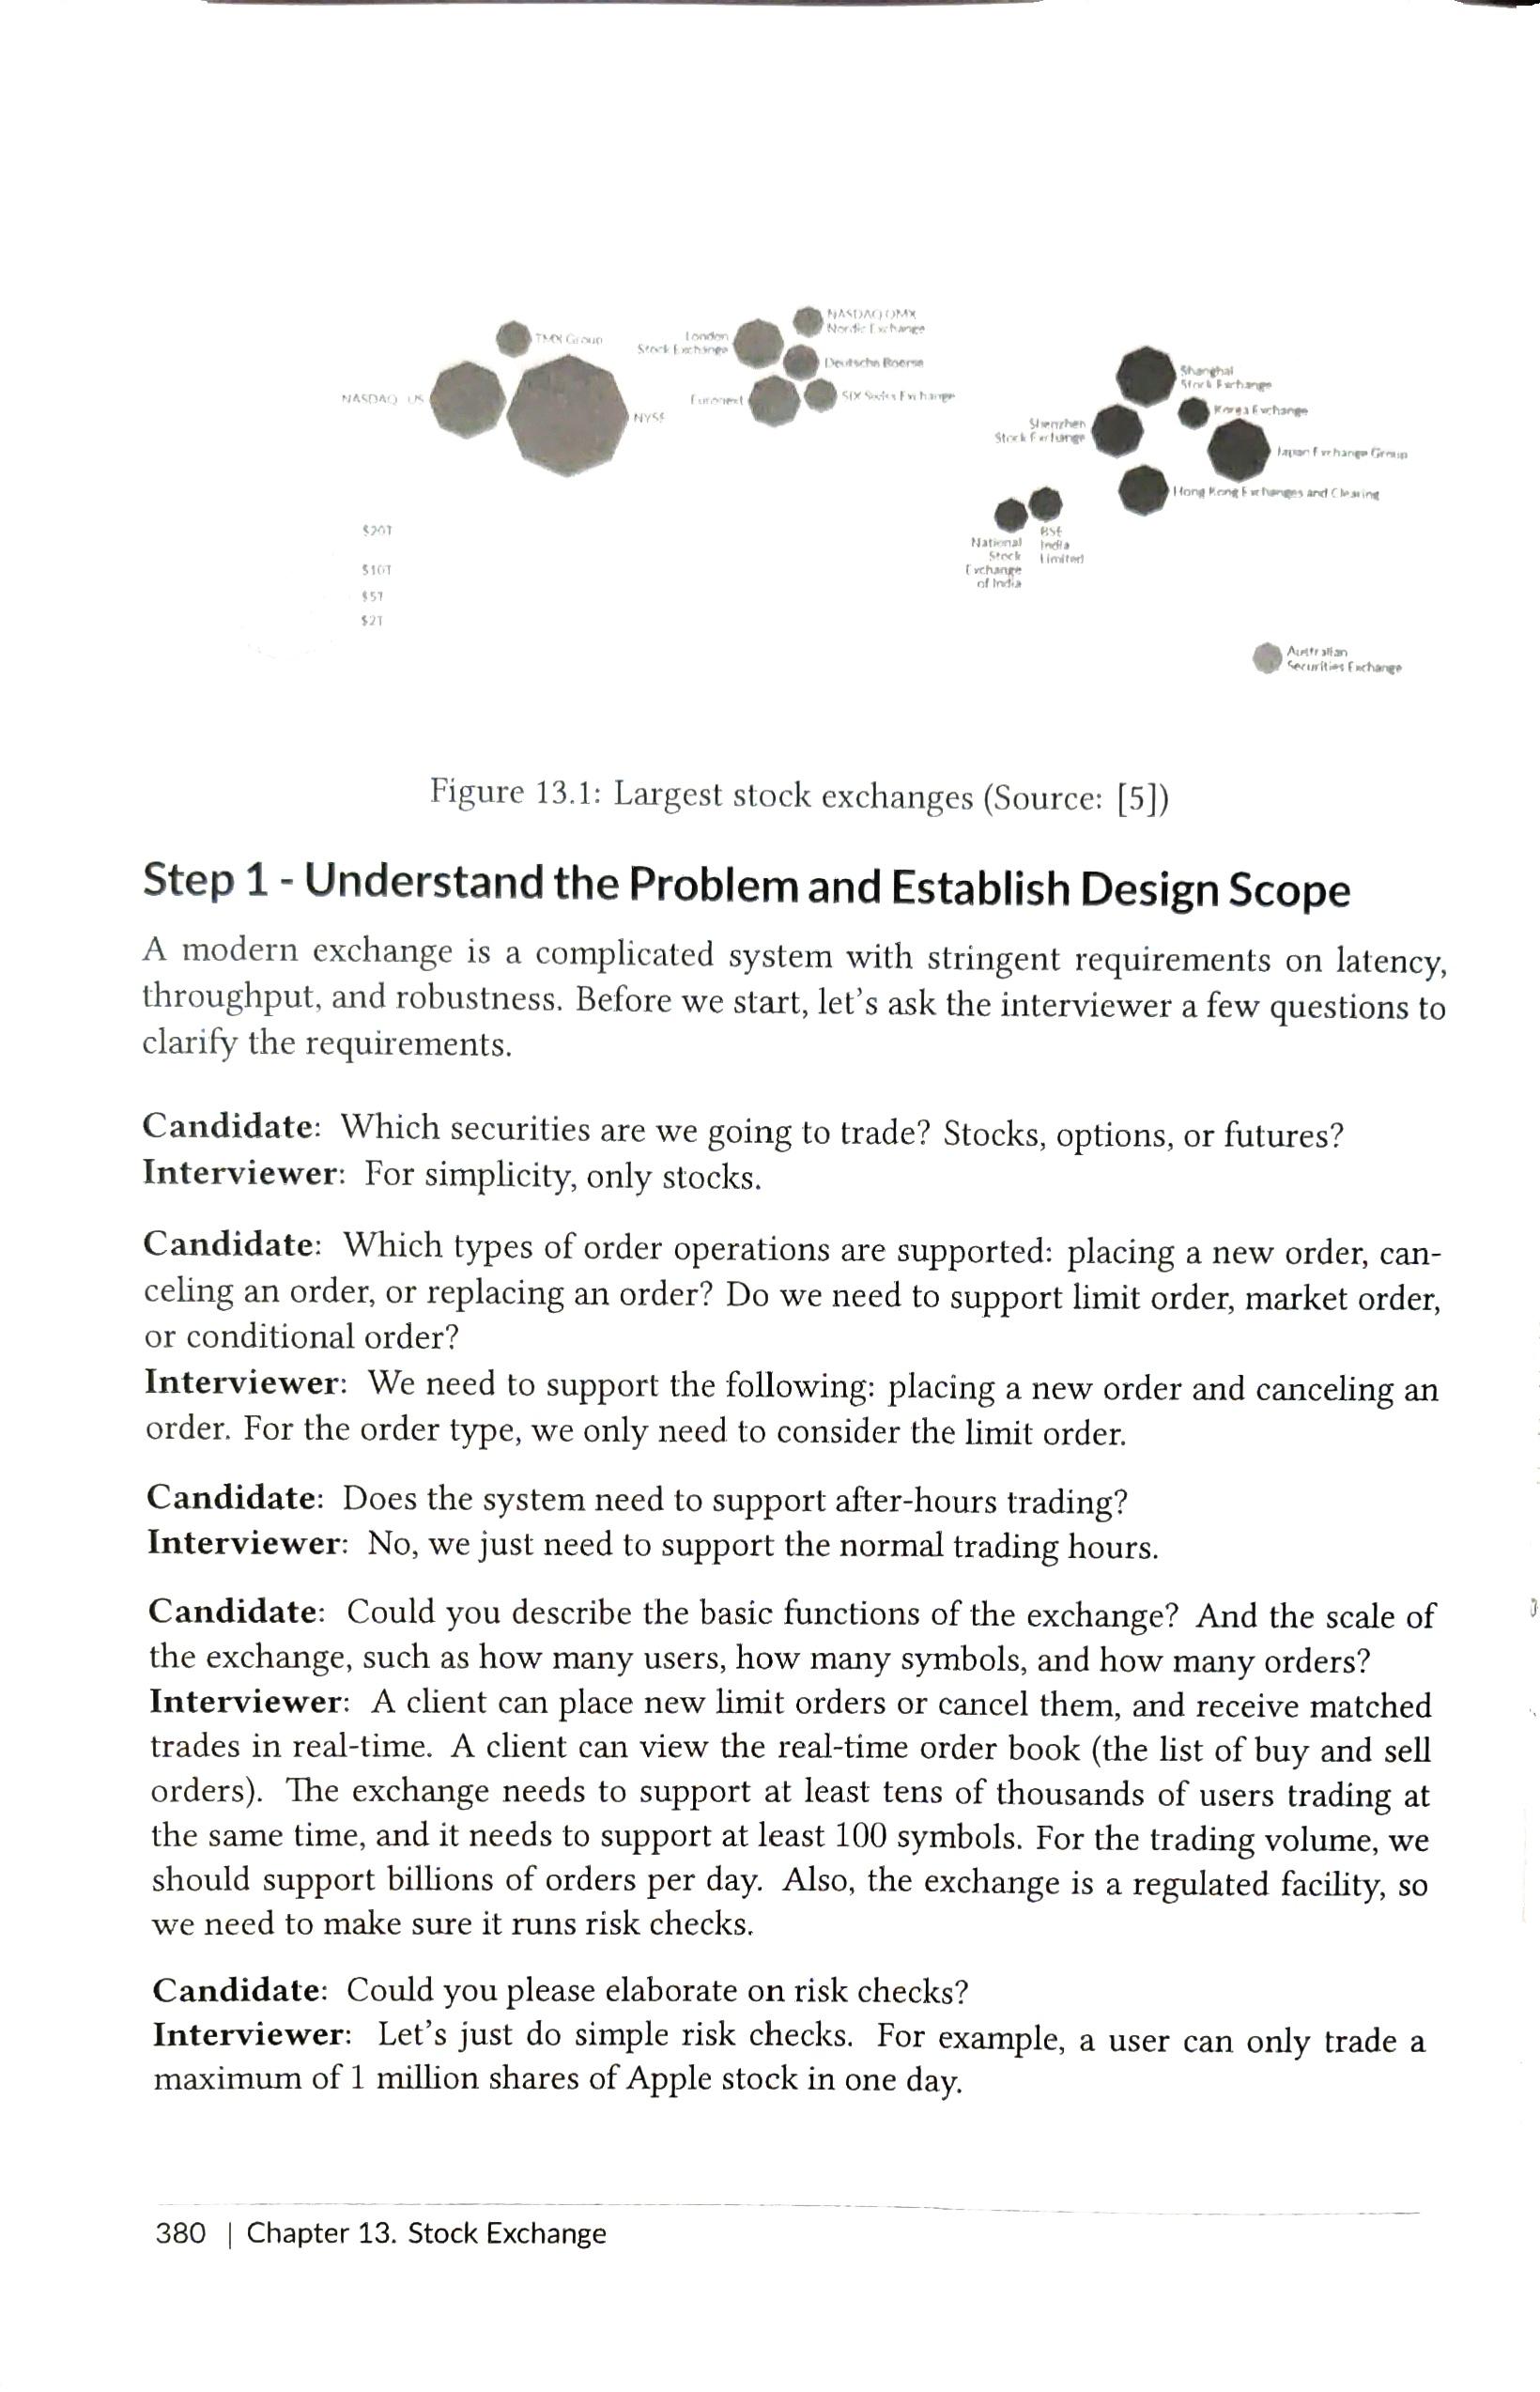 TMX Group
NASDAQ US
NYSE
London
Stock Exchange
NASDAQ OMX
Nordic Exchange
Deutsche Boerse
Euronext
SIX Swiss Exchange
Shanghai
Stock Exchange
Korea Exchange
Shenzhen
Stock Exchange
Japan Exchange Group
Hong Kong Exchanges and Clearing
National
Stock
Exchange
of India
BSE
India
Limited
$20T
$10T
$5T
$2T
Australian
Securities Exchange
Figure 13.1: Largest stock exchanges (Source: [5])
Step 1 - Understand the Problem and Establish Design Scope
A modern exchange is a complicated system with stringent requirements on latency,
throughput, and robustness. Before we start, let's ask the interviewer a few questions to
clarify the requirements.
Candidate: Which securities are we going to trade? Stocks, options, or futures?
Interviewer: For simplicity, only stocks.
Candidate: Which types of order operations are supported: placing a new order, can-
celing an order, or replacing an order? Do we need to support limit order, market order,
or conditional order?
Interviewer: We need to support the following: placing a new order and canceling an
order. For the order type, we only need to consider the limit order.
Candidate: Does the system need to support after-hours trading?
Interviewer: No, we just need to support the normal trading hours.
Candidate: Could you describe the basic functions of the exchange? And the scale of
the exchange, such as how many users, how many symbols, and how many orders?
Interviewer: A client can place new limit orders or cancel them, and receive matched
trades in real-time. A client can view the real-time order book (the list of buy and sell
orders). The exchange needs to support at least tens of thousands of users trading at
the same time, and it needs to support at least 100 symbols. For the trading volume, we
should support billions of orders per day. Also, the exchange is a regulated facility, so
we need to make sure it runs risk checks.
Candidate: Could you please elaborate on risk checks?
Interviewer: Let's just do simple risk checks. For example, a user can only trade a
maximum of 1 million shares of Apple stock in one day.
380 | Chapter 13. Stock Exchange